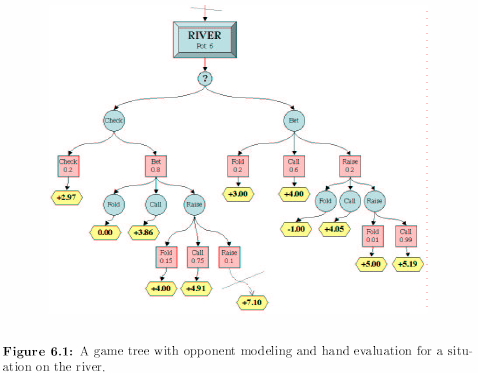 RIVER
Pot 6
?
Check
Bet
Check
0.2
Bet
0.8
Fold
0.2
Call
0.6
Raise
0.2
+2.97
Fold
Call
Raise
+3.00
+4.00
Fold
Call
Raise
0.00
+3.86
-1.00
+4.05
Fold
0.15
Call
0.75
Raise
0.1
Fold
0.01
Call
0.99
+4.00
+4.91
+7.10
+5.00
+5.19
Figure 6.1: A game tree with opponent modeling and hand evaluation for a situ-
ation on the river.